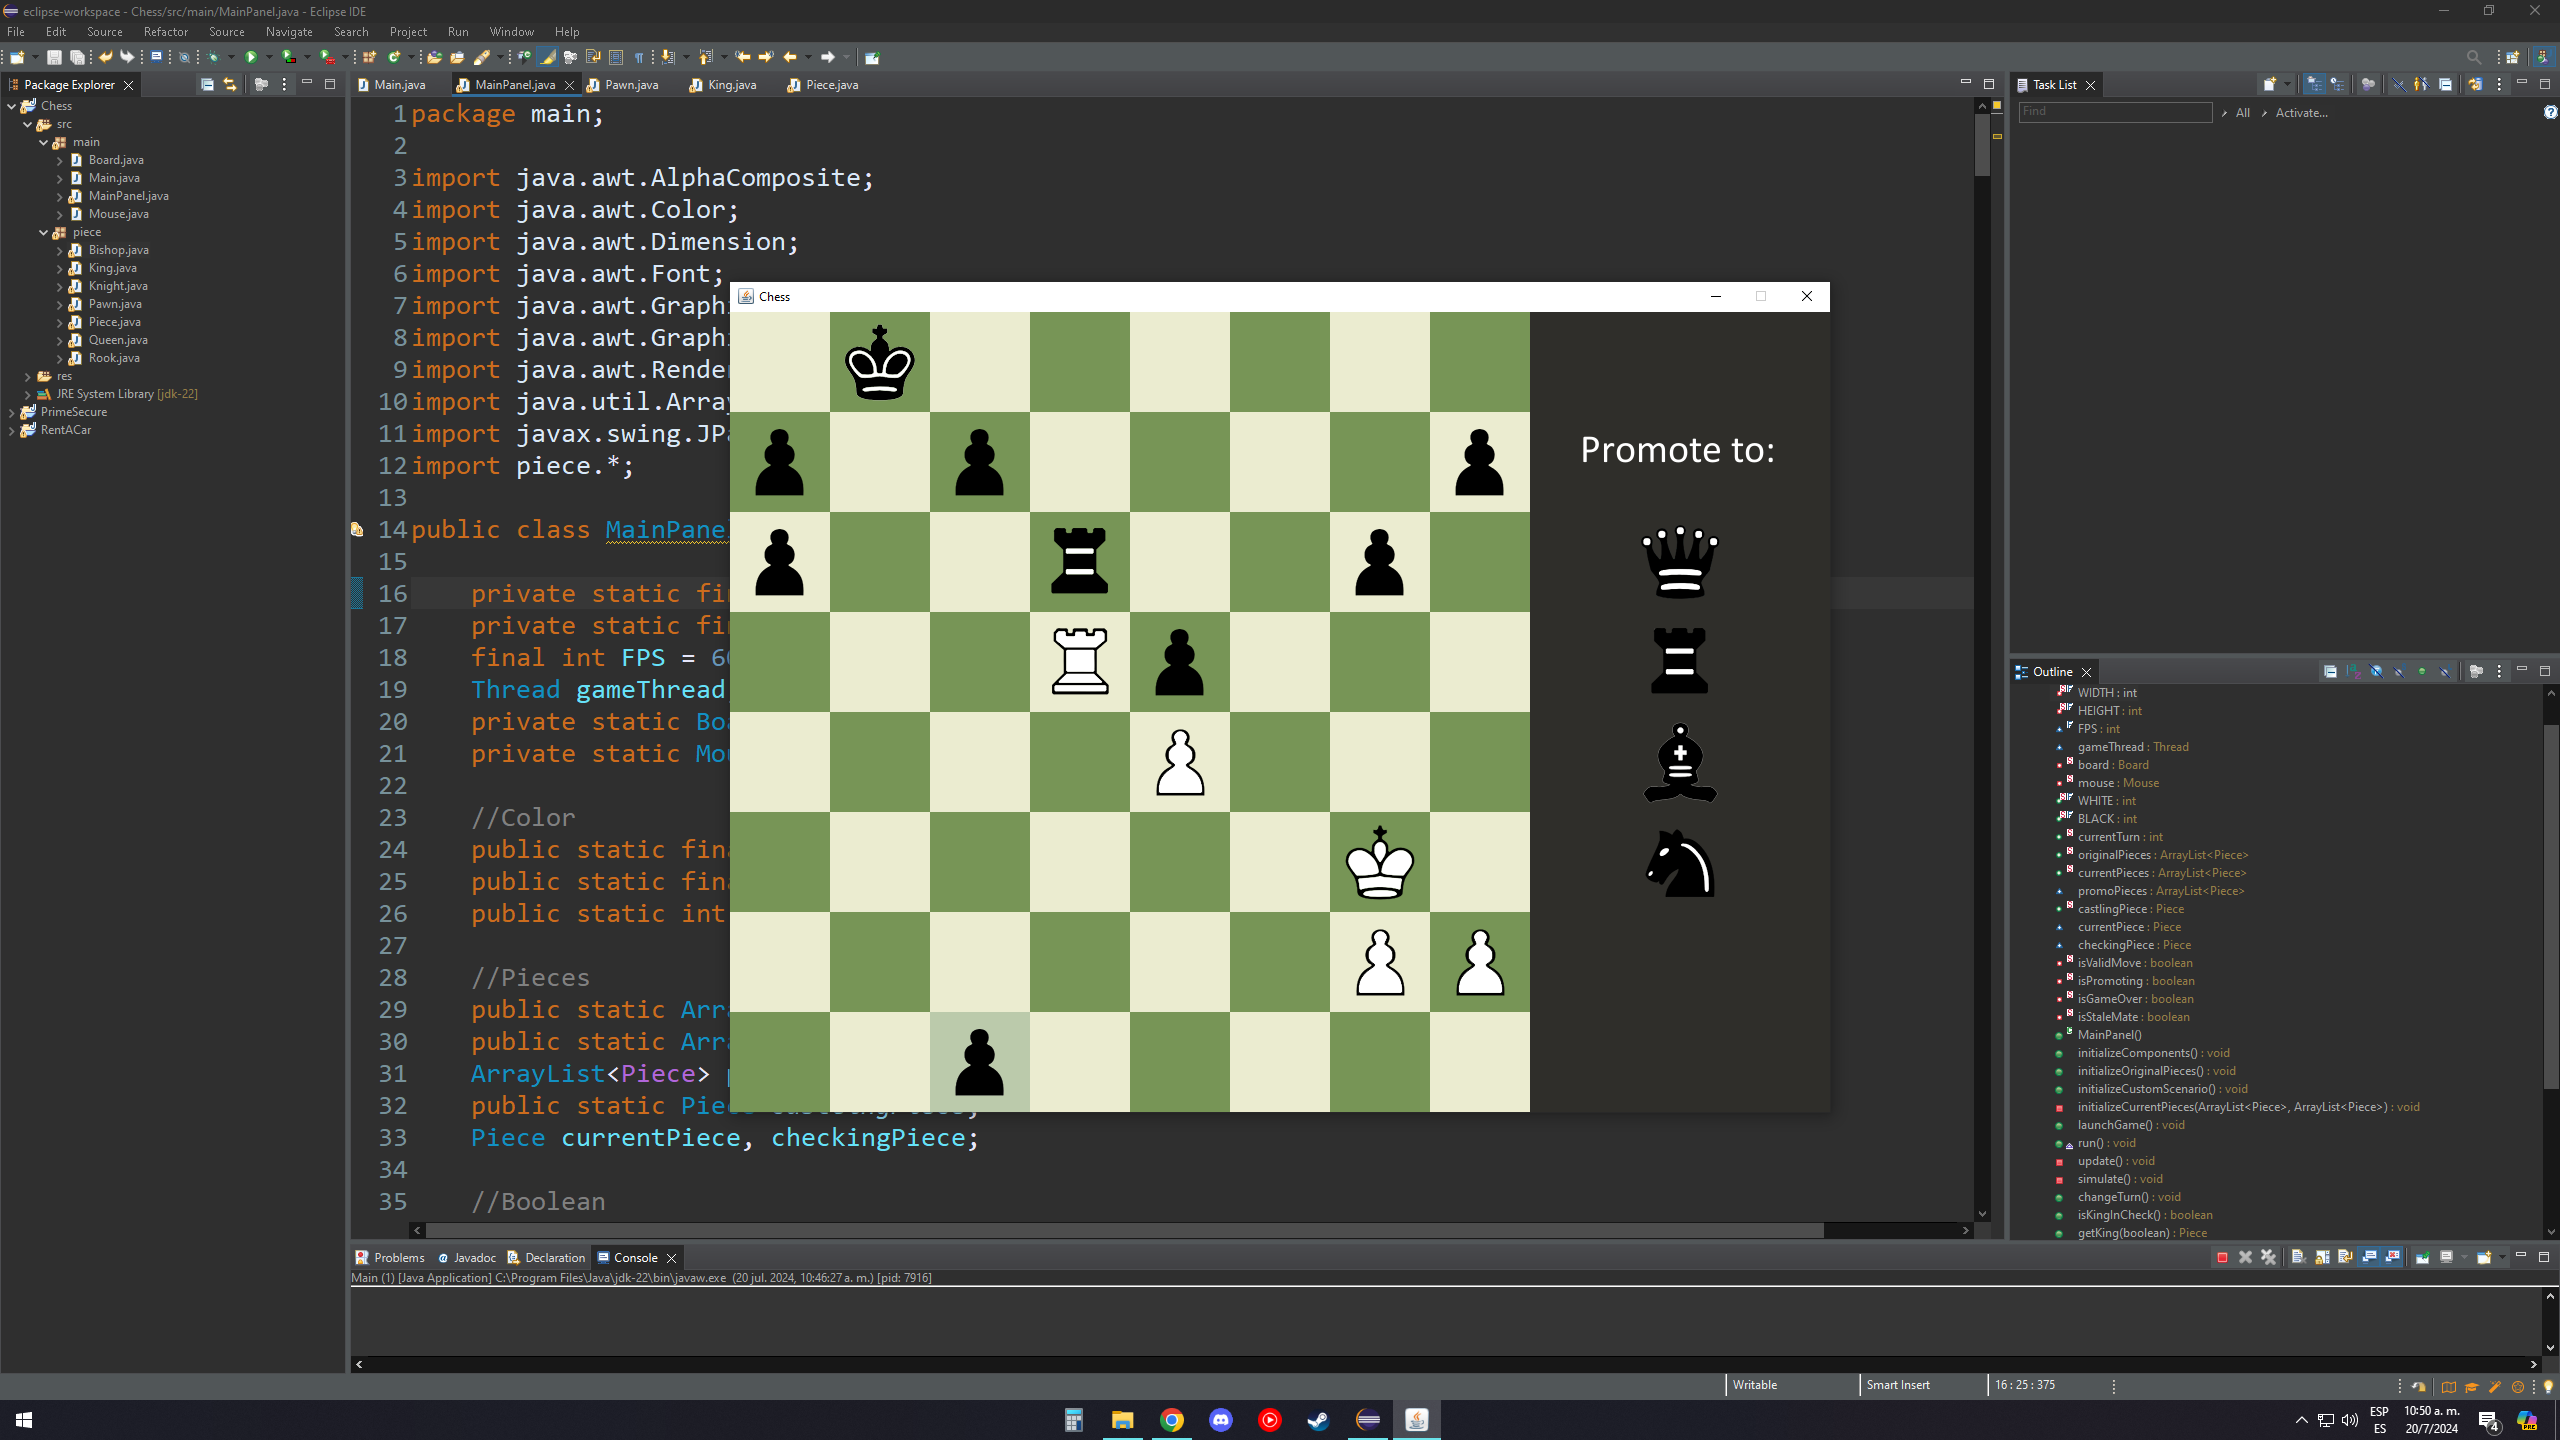 eclipse-workspace - Chess/src/main/MainPanel.java - Eclipse IDE
File Edit Source Refactor Source Navigate Search Project Run Window Help
Package Explorer
Chess
src
main
Board.java
Main.java
MainPanel.java
Mouse.java
piece
Bishop.java
King.java
Knight.java
Pawn.java
Piece.java
Queen.java
Rook.java
res
JRE System Library [jdk-22]
PrimeSecure
RentACar
Main.java MainPanel.java Pawn.java King.java Piece.java
1 package main;
2
3 import java.awt.AlphaComposite;
4 import java.awt.Color;
5 import java.awt.Dimension;
6 import java.awt.Font;
7 import java.awt.Graph
8 import java.awt.Graph
9 import java.awt.Render
10 import java.util.Array
11 import javax.swing.JPa
12 import piece.*;
13
14 public class MainPanel
15
16 private static fin
17 private static fin
18 final int FPS = 60
19 Thread gameThread
20 private static Boa
21 private static Mou
22
23 //Color
24 public static fina
25 public static fina
26 public static int
27
28 //Pieces
29 public static Arra
30 public static Arra
31 ArrayList<Piece> p
32 public static Piece castlingPiece;
33 Piece currentPiece, checkingPiece;
34
35 //Boolean
Chess
Promote to:
Task List
Find All Activate...
Outline
WIDTH : int
HEIGHT : int
FPS : int
gameThread : Thread
board : Board
mouse : Mouse
WHITE : int
BLACK : int
currentTurn : int
originalPieces : ArrayList<Piece>
currentPieces : ArrayList<Piece>
promoPieces : ArrayList<Piece>
castlingPiece : Piece
currentPiece : Piece
checkingPiece : Piece
isValidMove : boolean
isPromoting : boolean
isGameOver : boolean
isStaleMate : boolean
MainPanel()
initializeComponents() : void
initializeOriginalPieces() : void
initializeCustomScenario() : void
initializeCurrentPieces(ArrayList<Piece>, ArrayList<Piece>) : void
launchGame() : void
run() : void
update() : void
simulate() : void
changeTurn() : void
isKingInCheck() : boolean
getKing(boolean) : Piece
Problems Javadoc Declaration Console
Main (1) [Java Application] C:\Program Files\Java\jdk-22\bin\javaw.exe (20 jul. 2024, 10:46:27 a. m.) [pid: 7916]
Writable Smart Insert 16 : 25 : 375
ESP
ES
10:50 a. m.
20/7/2024
4